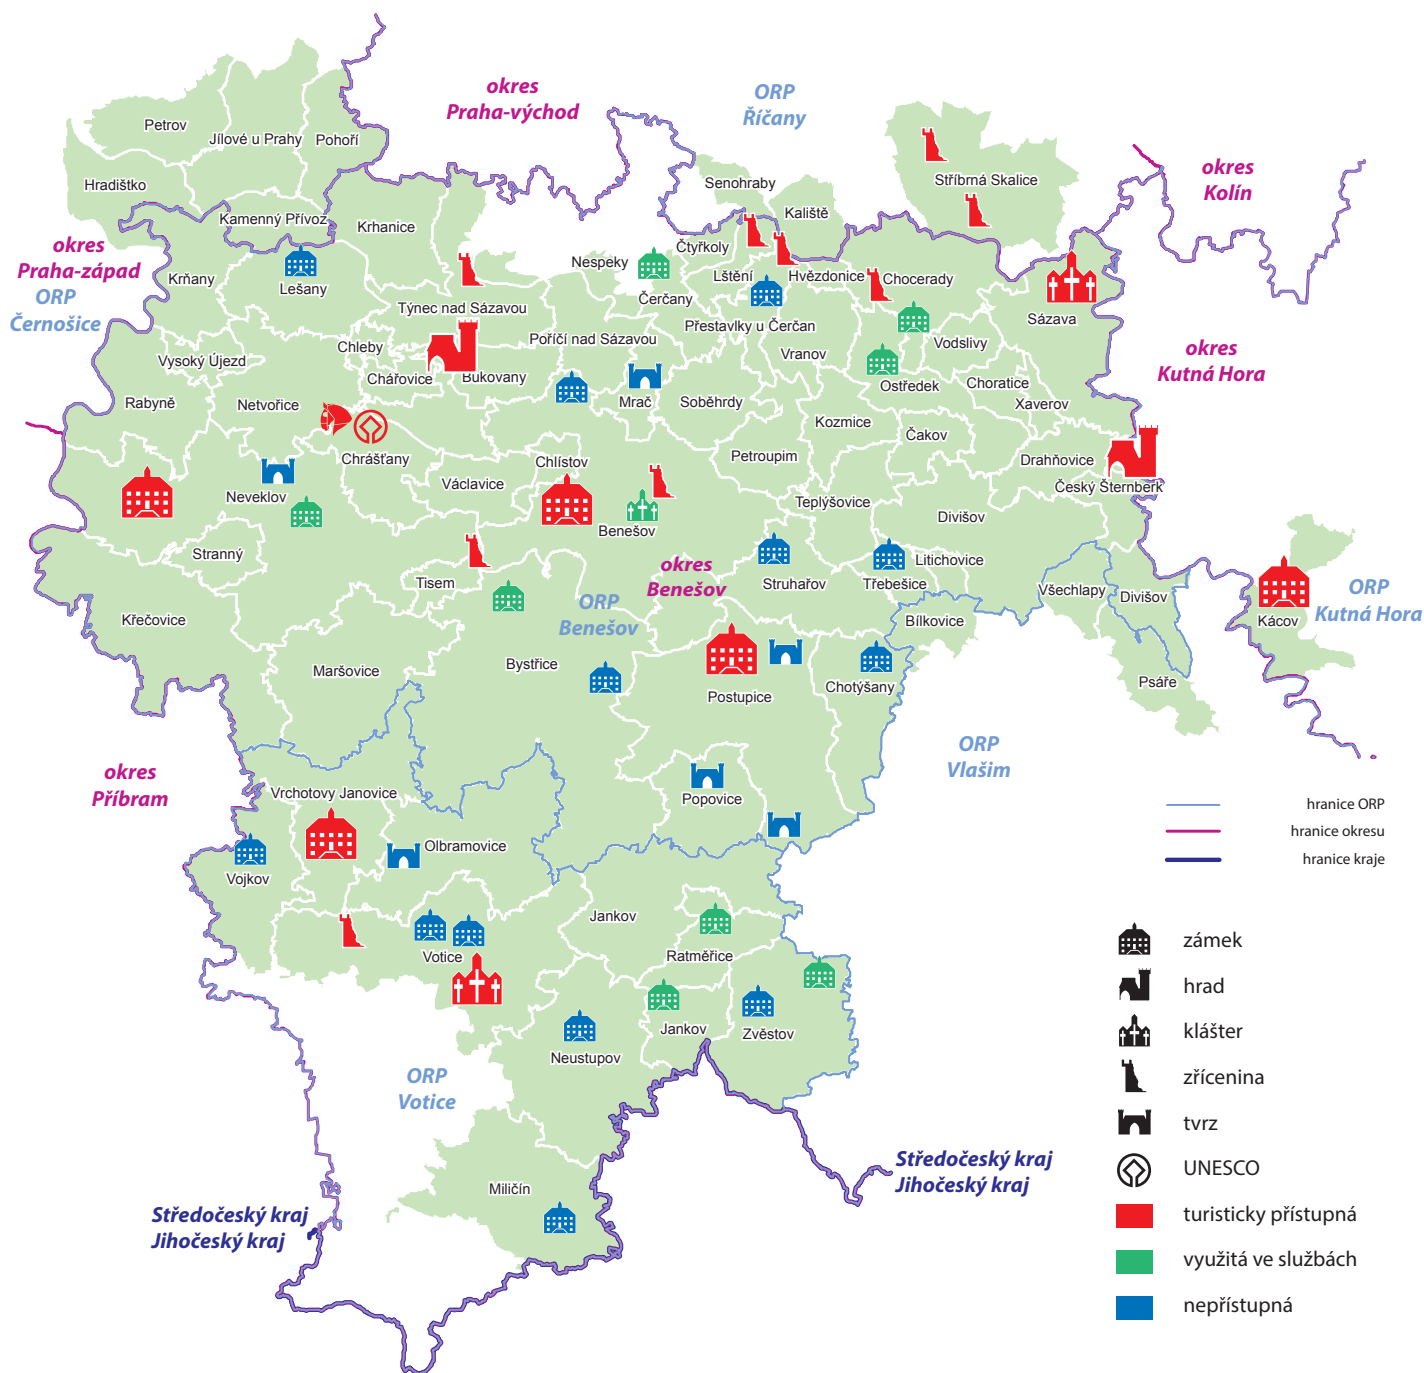 okres
Praha-východ
ORP
Říčany
Petrov
Jílové u Prahy
Pohoří
okres
Kolín
Hradištko
Senohraby
Stříbrná Skalice
Kamenný Přívoz
Krhanice
Kaliště
okres
Praha-západ
ORP
Černošice
Krňany
Lešany
Nespeky
Čtyřkoly
Lštění
Hvězdonice
Chocerady
Čerčany
Týnec nad Sázavou
Přestavlky u Čerčan
Sázava
Chleby
Poříčí nad Sázavou
Vranov
Vodslivy
okres
Kutná Hora
Vysoký Újezd
Chářovice
Bukovany
Ostředek
Choratice
Rabyně
Netvořice
Mrač
Soběhrdy
Xaverov
Kozmice
Čakov
Chrášťany
Chlístov
Petroupim
Drahňovice
Neveklov
Václavice
Český Šternberk
Teplýšovice
Benešov
Divišov
Stranný
Tisem
okres
Benešov
Struhařov
Třebešice
Litichovice
Všechlapy
Divišov
ORP
Kutná Hora
Kácov
ORP
Benešov
Křečovice
Bílkovice
Maršovice
Bystřice
Postupice
Chotýšany
Psáře
okres
Příbram
ORP
Vlašim
Vrchotovy Janovice
Popovice
hranice ORP
hranice okresu
hranice kraje
Olbramovice
Vojkov
Jankov
Votice
Ratměřice
zámek
hrad
Jankov
Zvěstov
klášter
Neustupov
ORP
Votice
zřícenina
tvrz
UNESCO
Středočeský kraj
Jihočeský kraj
Miličín
Středočeský kraj
Jihočeský kraj
turisticky přístupná
využitá ve službách
nepřístupná